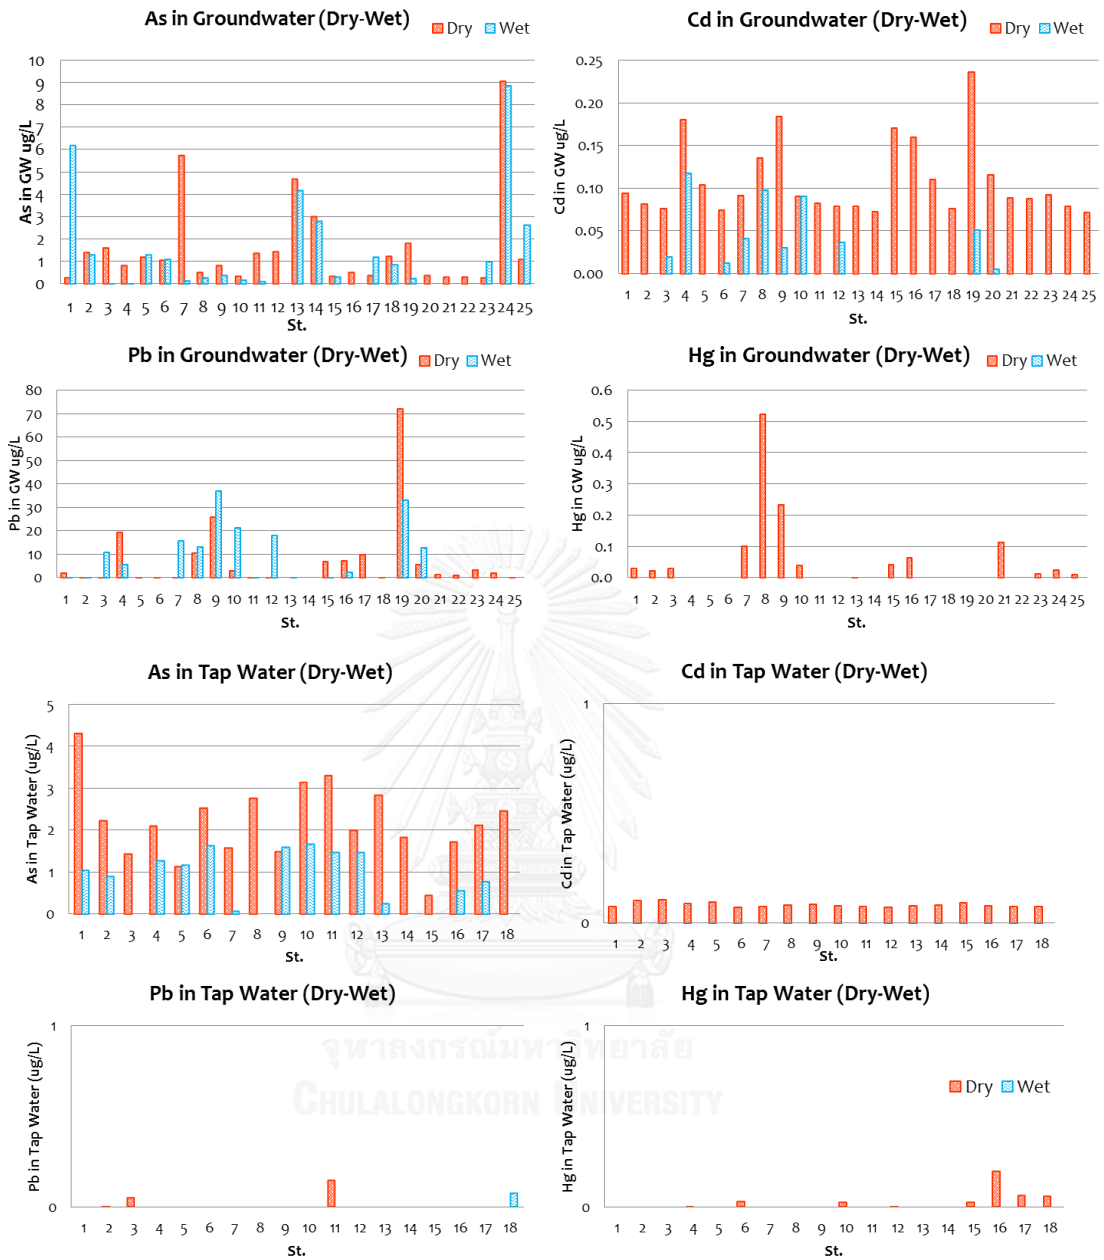 As in Groundwater (Dry-Wet)
Dry Wet
10
9
8
7
6
5
4
3
2
1
0
As in GW ug/L
1 2 3 4 5 6 7 8 9 10 11 12 13 14 15 16 17 18 19 20 21 22 23 24 25
St.
Cd in Groundwater (Dry-Wet)
Dry Wet
0.25
0.20
0.15
0.10
0.05
0.00
Cd in GW ug/L
1 2 3 4 5 6 7 8 9 10 11 12 13 14 15 16 17 18 19 20 21 22 23 24 25
St.
Pb in Groundwater (Dry-Wet)
Dry Wet
80
70
60
50
40
30
20
10
0
Pb in GW ug/L
1 2 3 4 5 6 7 8 9 10 11 12 13 14 15 16 17 18 19 20 21 22 23 24 25
St.
Hg in Groundwater (Dry-Wet)
Dry Wet
0.6
0.5
0.4
0.3
0.2
0.1
0.0
Hg in GW ug/L
1 2 3 4 5 6 7 8 9 10 11 12 13 14 15 16 17 18 19 20 21 22 23 24 25
St.
As in Tap Water (Dry-Wet)
5
4
3
2
1
0
As in Tap Water (ug/L)
1 2 3 4 5 6 7 8 9 10 11 12 13 14 15 16 17 18
St.
Cd in Tap Water (Dry-Wet)
1
0
Cd in Tap Water (ug/L)
1 2 3 4 5 6 7 8 9 10 11 12 13 14 15 16 17 18
St.
Pb in Tap Water (Dry-Wet)
1
0
Pb in Tap Water (ug/L)
1 2 3 4 5 6 7 8 9 10 11 12 13 14 15 16 17 18
St.
Hg in Tap Water (Dry-Wet)
1
0
Hg in Tap Water (ug/L)
Dry Wet
1 2 3 4 5 6 7 8 9 10 11 12 13 14 15 16 17 18
St.
จุฬาลงกรณ์มหาวิทยาลัย
CHULALONGKORN UNIVERSITY